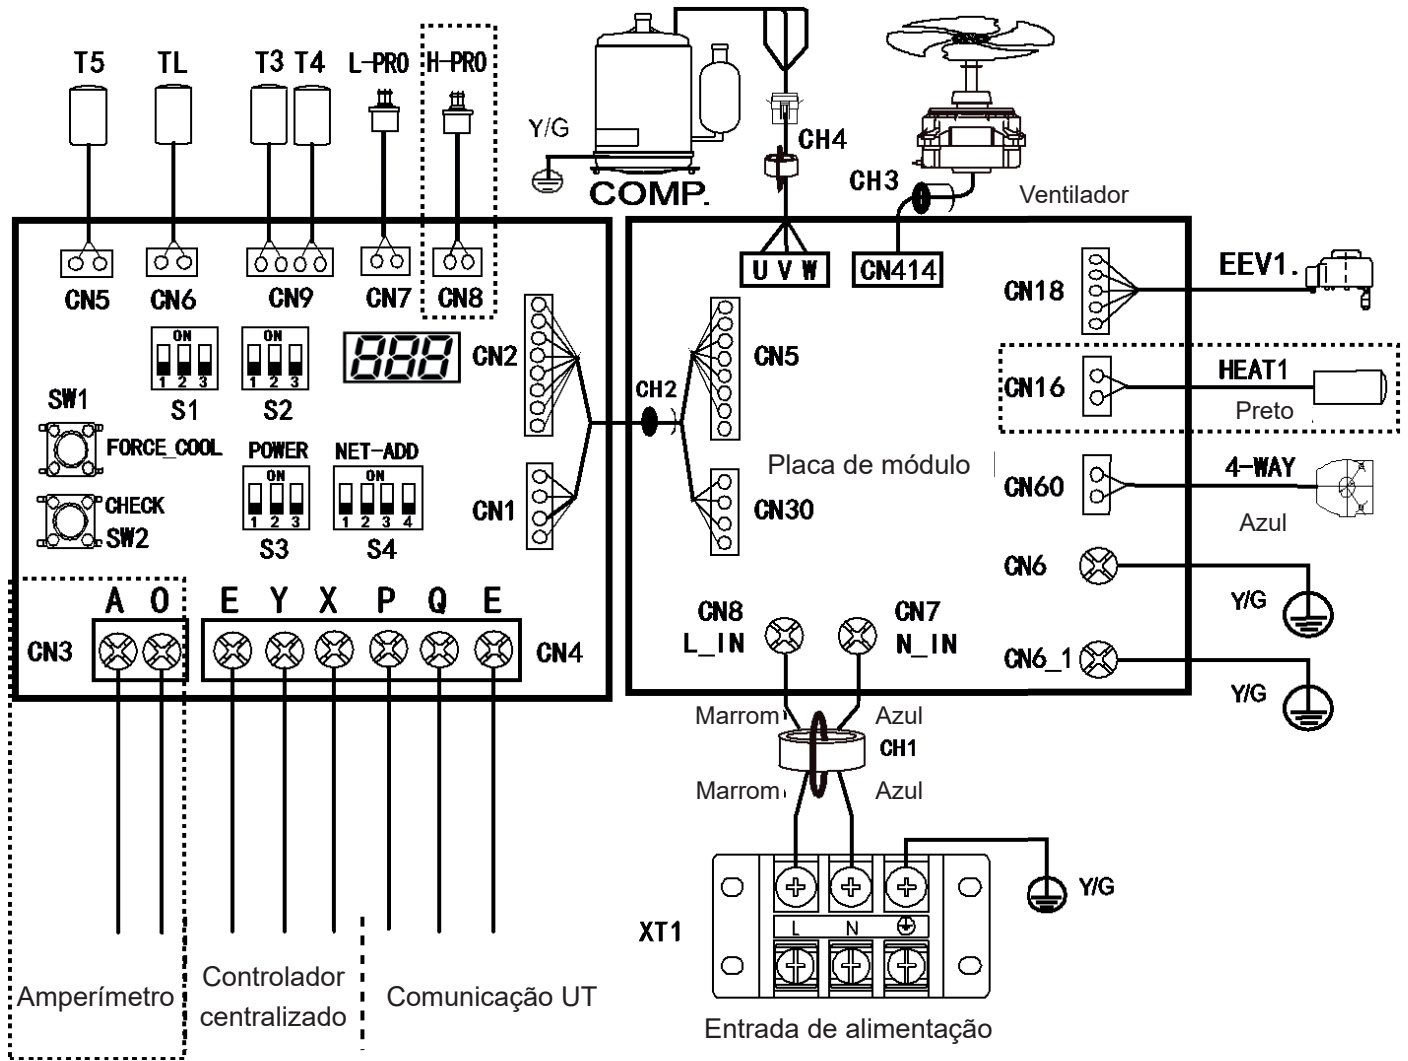 T5
TL
T3 T4
L-PRO
H-PRO
Y/G
COMP.
CH4
CH3
Ventilador
CN5
CN6
CN9
CN7
CN8
U V W
CN414
CN18
EEV1.
ON
1 2 3
S1
ON
1 2 3
S2
888
CN2
CN5
CN16
HEAT1
Preto
SW1
FORCE_COOL
CH2
CHECK
SW2
POWER
ON
1 2 3
S3
NET-ADD
ON
1 2 3 4
S4
CN1
CN30
Placa de módulo
CN60
4-WAY
Azul
CN6
Y/G
CN6_1
Y/G
A O
E Y X P Q E
CN3
CN4
CN8
L_IN
CN7
N_IN
Marrom
Azul
CH1
Marrom
Azul
XT1
L N
Y/G
Amperímetro
Controlador
centralizado
Comunicação UT
Entrada de alimentação